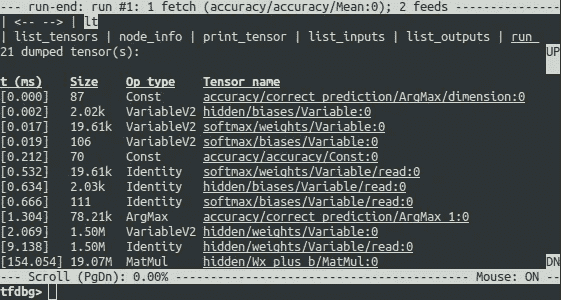 --- run-end: run #1: 1 fetch (accuracy/accuracy/Mean:0); 2 feeds ---
| <-- --> | lt
| list_tensors | node_info | print_tensor | list_inputs | list_outputs | run_
21 dumped tensor(s): UP
t (ms) Size Op type Tensor name
[0.000] 87 Const accuracy/correct_prediction/ArgMax/dimension:0
[0.002] 2.02k VariableV2 hidden/biases/Variable:0
[0.017] 19.61k VariableV2 softmax/weights/Variable:0
[0.019] 106 VariableV2 softmax/biases/Variable:0
[0.212] 70 Const accuracy/accuracy/Const:0
[0.532] 19.61k Identity softmax/weights/Variable/read:0
[0.634] 2.03k Identity hidden/biases/Variable/read:0
[0.666] 111 Identity softmax/biases/Variable/read:0
[1.304] 78.21k ArgMax accuracy/correct_prediction/ArgMax_1:0
[2.069] 1.50M VariableV2 hidden/weights/Variable:0
[9.138] 1.50M Identity hidden/weights/Variable/read:0
[154.054] 19.07M MatMul hidden/Wx_plus_b/MatMul:0 DN
--- Scroll (PgDn): 0.00% ----------------------------------------- Mouse: ON --
tfdbg>